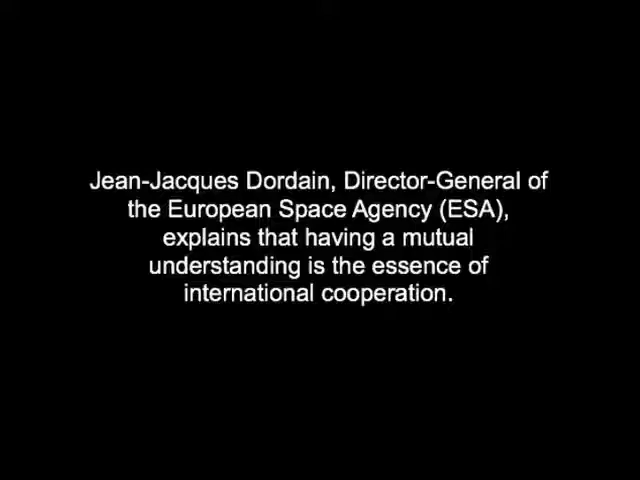 Jean-Jacques Dordain, Director-General of
the European Space Agency (ESA),
explains that having a mutual
understanding is the essence of
international cooperation.